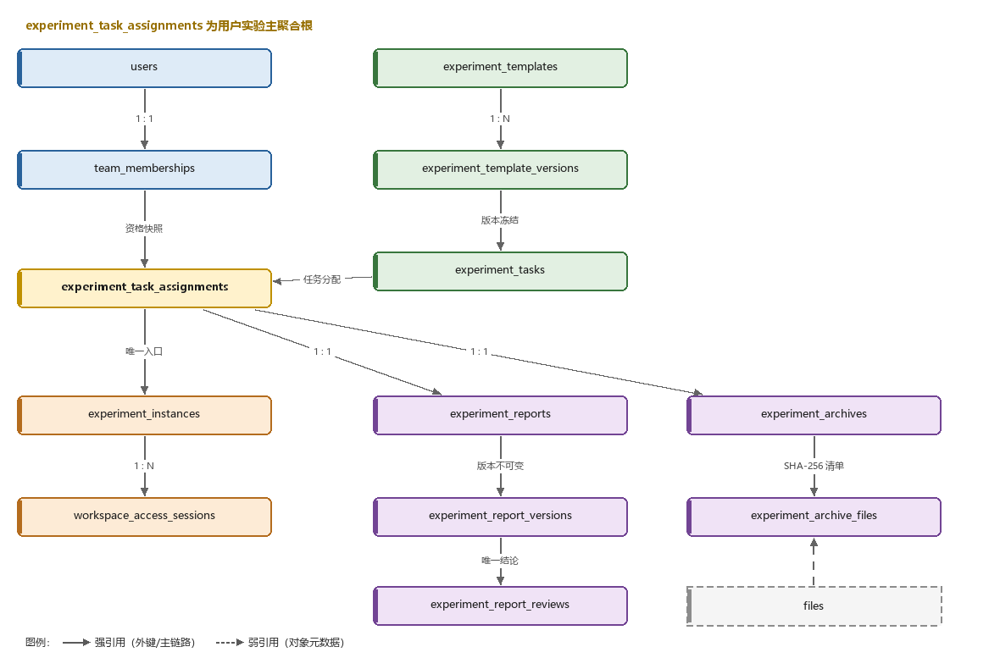 experiment_task_assignments 为用户实验主聚合根
users
experiment_templates
1 : 1
1 : N
team_memberships
experiment_template_versions
资格快照
版本冻结
experiment_tasks
任务分配
experiment_task_assignments
唯一入口
1 : 1
1 : 1
experiment_instances
experiment_reports
experiment_archives
1 : N
版本不可变
SHA-256 清单
workspace_access_sessions
experiment_report_versions
experiment_archive_files
唯一结论
experiment_report_reviews
files
图例： 强引用（外键/主链路） 弱引用（对象元数据）